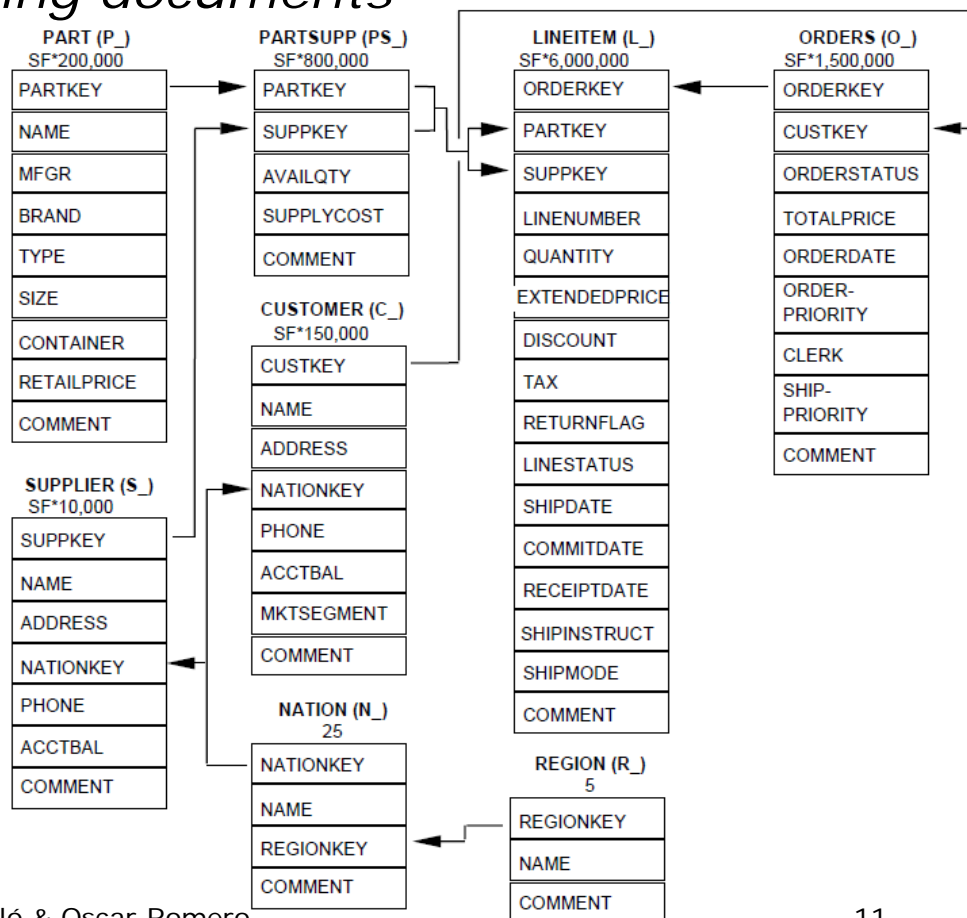 ing documents
PART (P_)
SF*200,000
PARTKEY
NAME
MFGR
BRAND
TYPE
SIZE
CONTAINER
RETAILPRICE
COMMENT
SUPPLIER (S_)
SF*10,000
SUPPKEY
NAME
ADDRESS
NATIONKEY
PHONE
ACCTBAL
COMMENT
PARTSUPP (PS_)
SF*800,000
PARTKEY
SUPPKEY
AVAILQTY
SUPPLYCOST
COMMENT
CUSTOMER (C_)
SF*150,000
CUSTKEY
NAME
ADDRESS
NATIONKEY
PHONE
ACCTBAL
MKTSEGMENT
COMMENT
NATION (N_)
25
NATIONKEY
NAME
REGIONKEY
COMMENT
LINEITEM (L_)
SF*6,000,000
ORDERKEY
PARTKEY
SUPPKEY
LINENUMBER
QUANTITY
EXTENDEDPRICE
DISCOUNT
TAX
RETURNFLAG
LINESTATUS
SHIPDATE
COMMITDATE
RECEIPTDATE
SHIPINSTRUCT
SHIPMODE
COMMENT
REGION (R_)
5
REGIONKEY
NAME
COMMENT
ORDERS (O_)
SF*1,500,000
ORDERKEY
CUSTKEY
ORDERSTATUS
TOTALPRICE
ORDERDATE
ORDER-
PRIORITY
CLERK
SHIP-
PRIORITY
COMMENT
ló & Oscar Romero
11